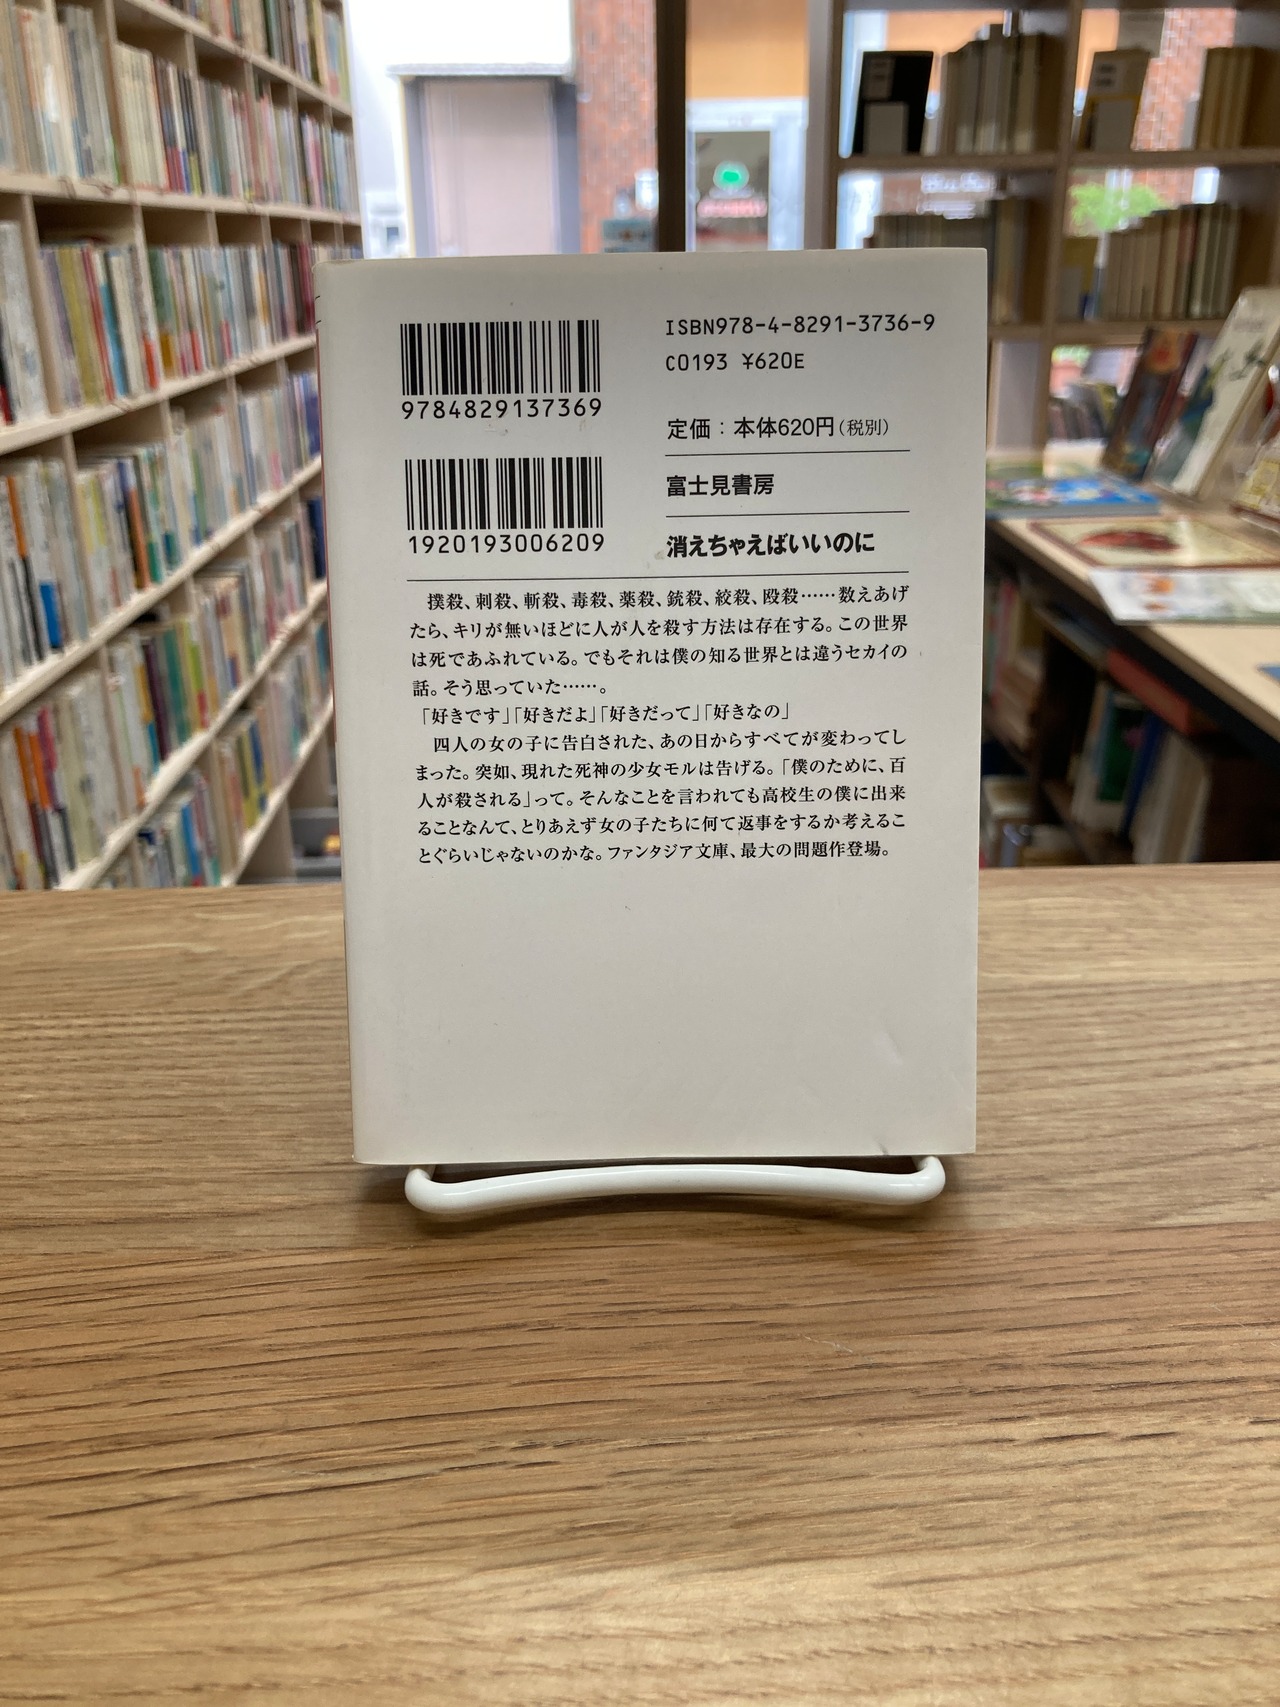 9784829137369
1920193006209
ISBN978-4-8291-3736-9
C0193 ¥620E
定価：本体620円(税別)
富士見書房
消えちゃえばいいのに
撲殺、刺殺、斬殺、毒殺、薬殺、銃殺、絞殺、殴殺……数えあげ
たら、キリが無いほどに人が人を殺す方法は存在する。この世界
は死であふれている。でもそれは僕の知る世界とは違うセカイの
話。そう思っていた……。
「好きです」「好きだよ」「好きだって」「好きなの」
四人の女の子に告白された、あの日からすべてが変わってし
まった。突如、現れた死神の少女モルは告げる。「僕のために、百
人が殺される」って。そんなことを言われても高校生の僕に出来
ることなんて、とりあえず女の子たちに何て返事をするか考えるこ
とぐらいじゃないのかな。ファンタジア文庫、最大の問題作登場。